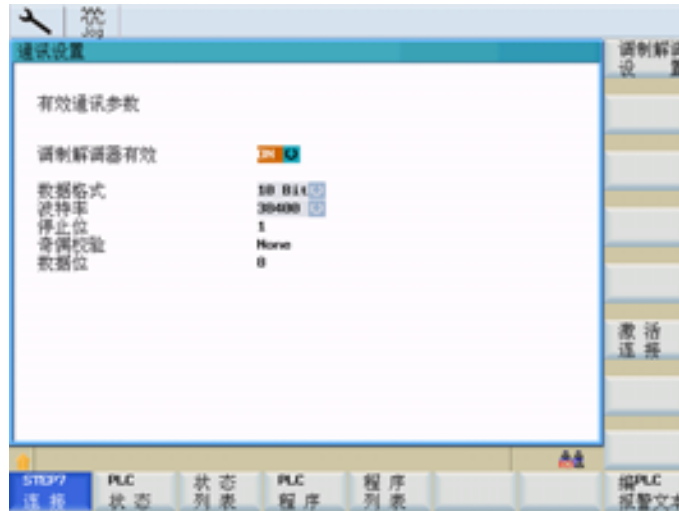 Jog
通讯设置
调制解调
设 置
有效通讯参数
调制解调器有效 ON
数据格式 10 Bit
波特率 38400
停止位 1
奇偶校验 None
数据位 8
激 活
连 接
STEP7
连 接
PLC
状 态
状 态
列 表
PLC
程 序
程 序
列 表
编PLC
报警文本